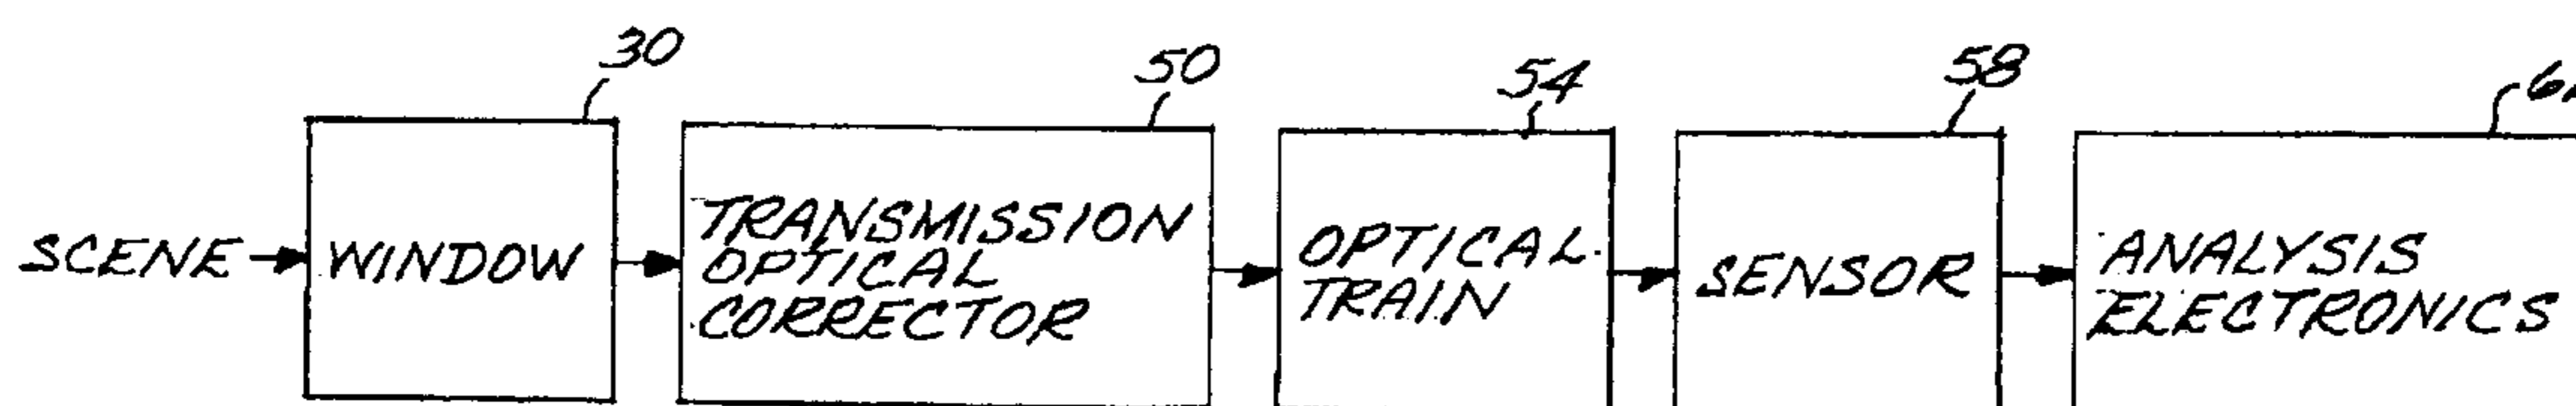 30
50
54
58
SCENE
WINDOW
TRANSMISSION
OPTICAL
CORRECTOR
OPTICAL
TRAIN
SENSOR
ANALYSIS
ELECTRONICS